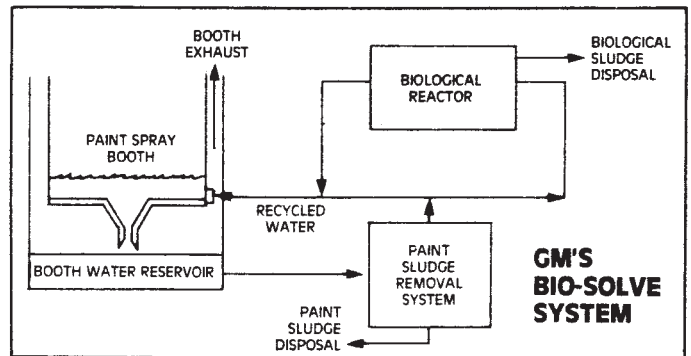 BOOTH
EXHAUST
PAINT SPRAY
BOOTH
BOOTH WATER RESERVOIR
RECYCLED
WATER
BIOLOGICAL
REACTOR
BIOLOGICAL
SLUDGE
DISPOSAL
PAINT
SLUDGE
REMOVAL
SYSTEM
PAINT
SLUDGE
DISPOSAL
GM'S
BIO-SOLVE
SYSTEM